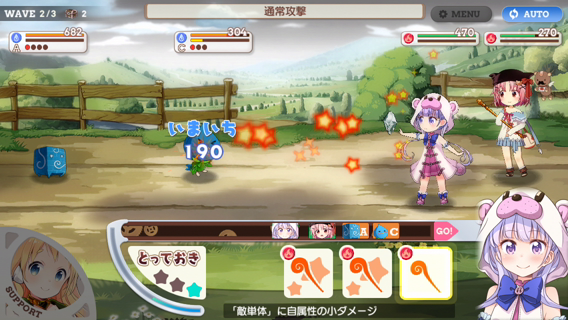 WAVE 2/3 2
通常攻撃
MENU
AUTO
682
A
304
C
470
270
いまいち
190
A
C
GO!
とっておき
SUPPORT
「敵単体」に自属性の小ダメージ